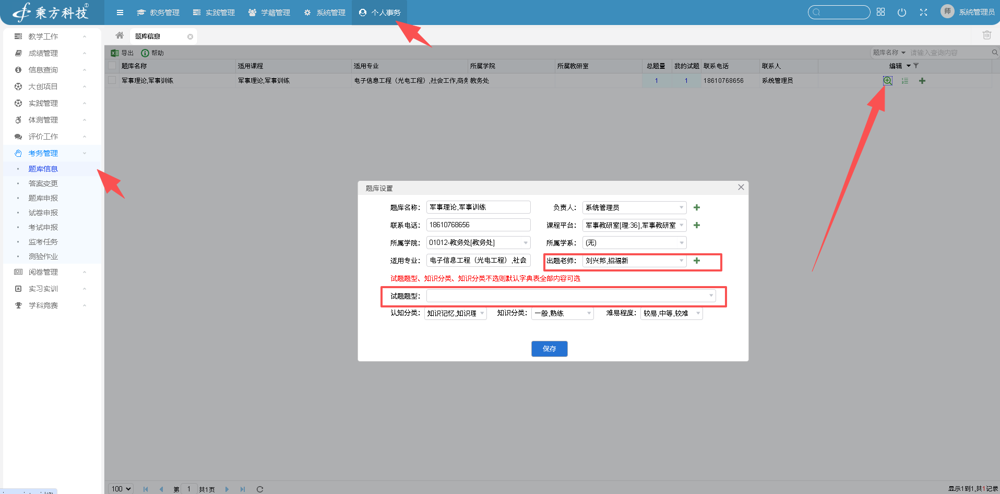 乘方科技
教务管理
实践管理
学籍管理
系统管理
个人事务
师
系统管理员
教学工作
成绩管理
信息查询
大创项目
实践管理
体测管理
评价工作
考务管理
题库信息
答案变更
题库申报
试卷申报
考试申报
监考任务
测验作业
阅卷管理
实习实训
学科竞赛
题库信息
导出
帮助
题库名称
请输入查询内容
题库名称 适用课程 适用专业 所属学院 所属教研室 总题量 我的试题 联系电话 联系人 编辑
军事理论,军事训练 军事理论,军事训练 电子信息工程（光电工程）,社会工作,商务 教务处 1 1 18610768656 系统管理员
题库设置
题库名称： 军事理论,军事训练 负责人： 系统管理员
联系电话： 18610768656 课程平台： 军事教研室[理:36],军事教研室
所属学院： 01012-教务处[教务处] 所属学系： (无)
适用专业： 电子信息工程（光电工程）,社会 出题老师： 刘兴邦,招福新
试题题型、知识分类、知识分类不选则默认字典表全部内容可选
试题题型：
认知分类： 知识记忆,知识理 知识分类： 一般,熟练 难易程度： 较易,中等,较难
保存
100 第 1 共1页
显示1到1,共1记录